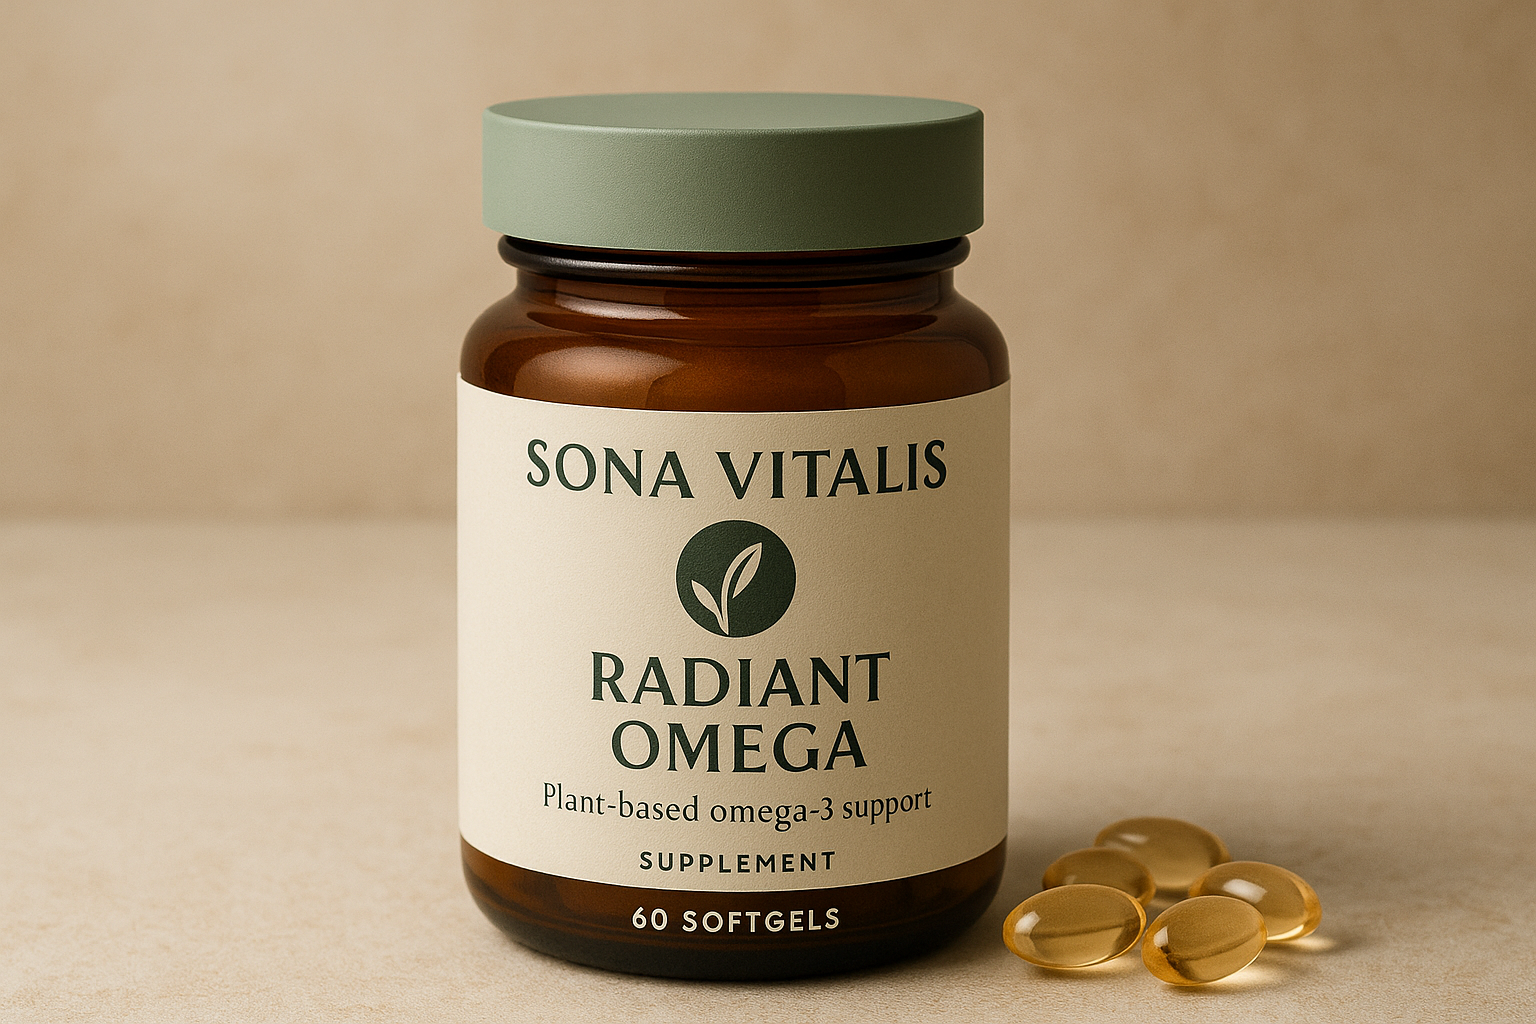 SONA VITALIS
RADIANT
OMEGA
Plant-based omega-3 support
SUPPLEMENT
60 SOFTGELS